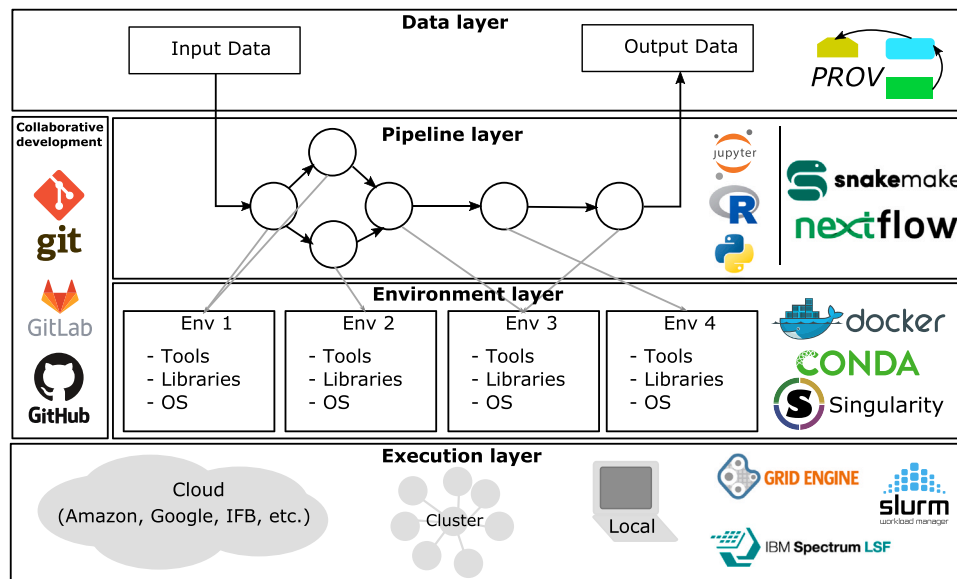 Data layer
Input Data
Output Data
PROV
Collaborative
development
git
GitLab
GitHub
Pipeline layer
jupyter
R
snakemake
nextflow
Environment layer
Env 1
- Tools
- Libraries
- OS
Env 2
- Tools
- Libraries
- OS
Env 3
- Tools
- Libraries
- OS
Env 4
- Tools
- Libraries
- OS
docker
CONDA
S
Singularity
Execution layer
Cloud
(Amazon, Google, IFB, etc.)
Cluster
Local
GRID ENGINE
slurm
workload manager
IBM Spectrum LSF